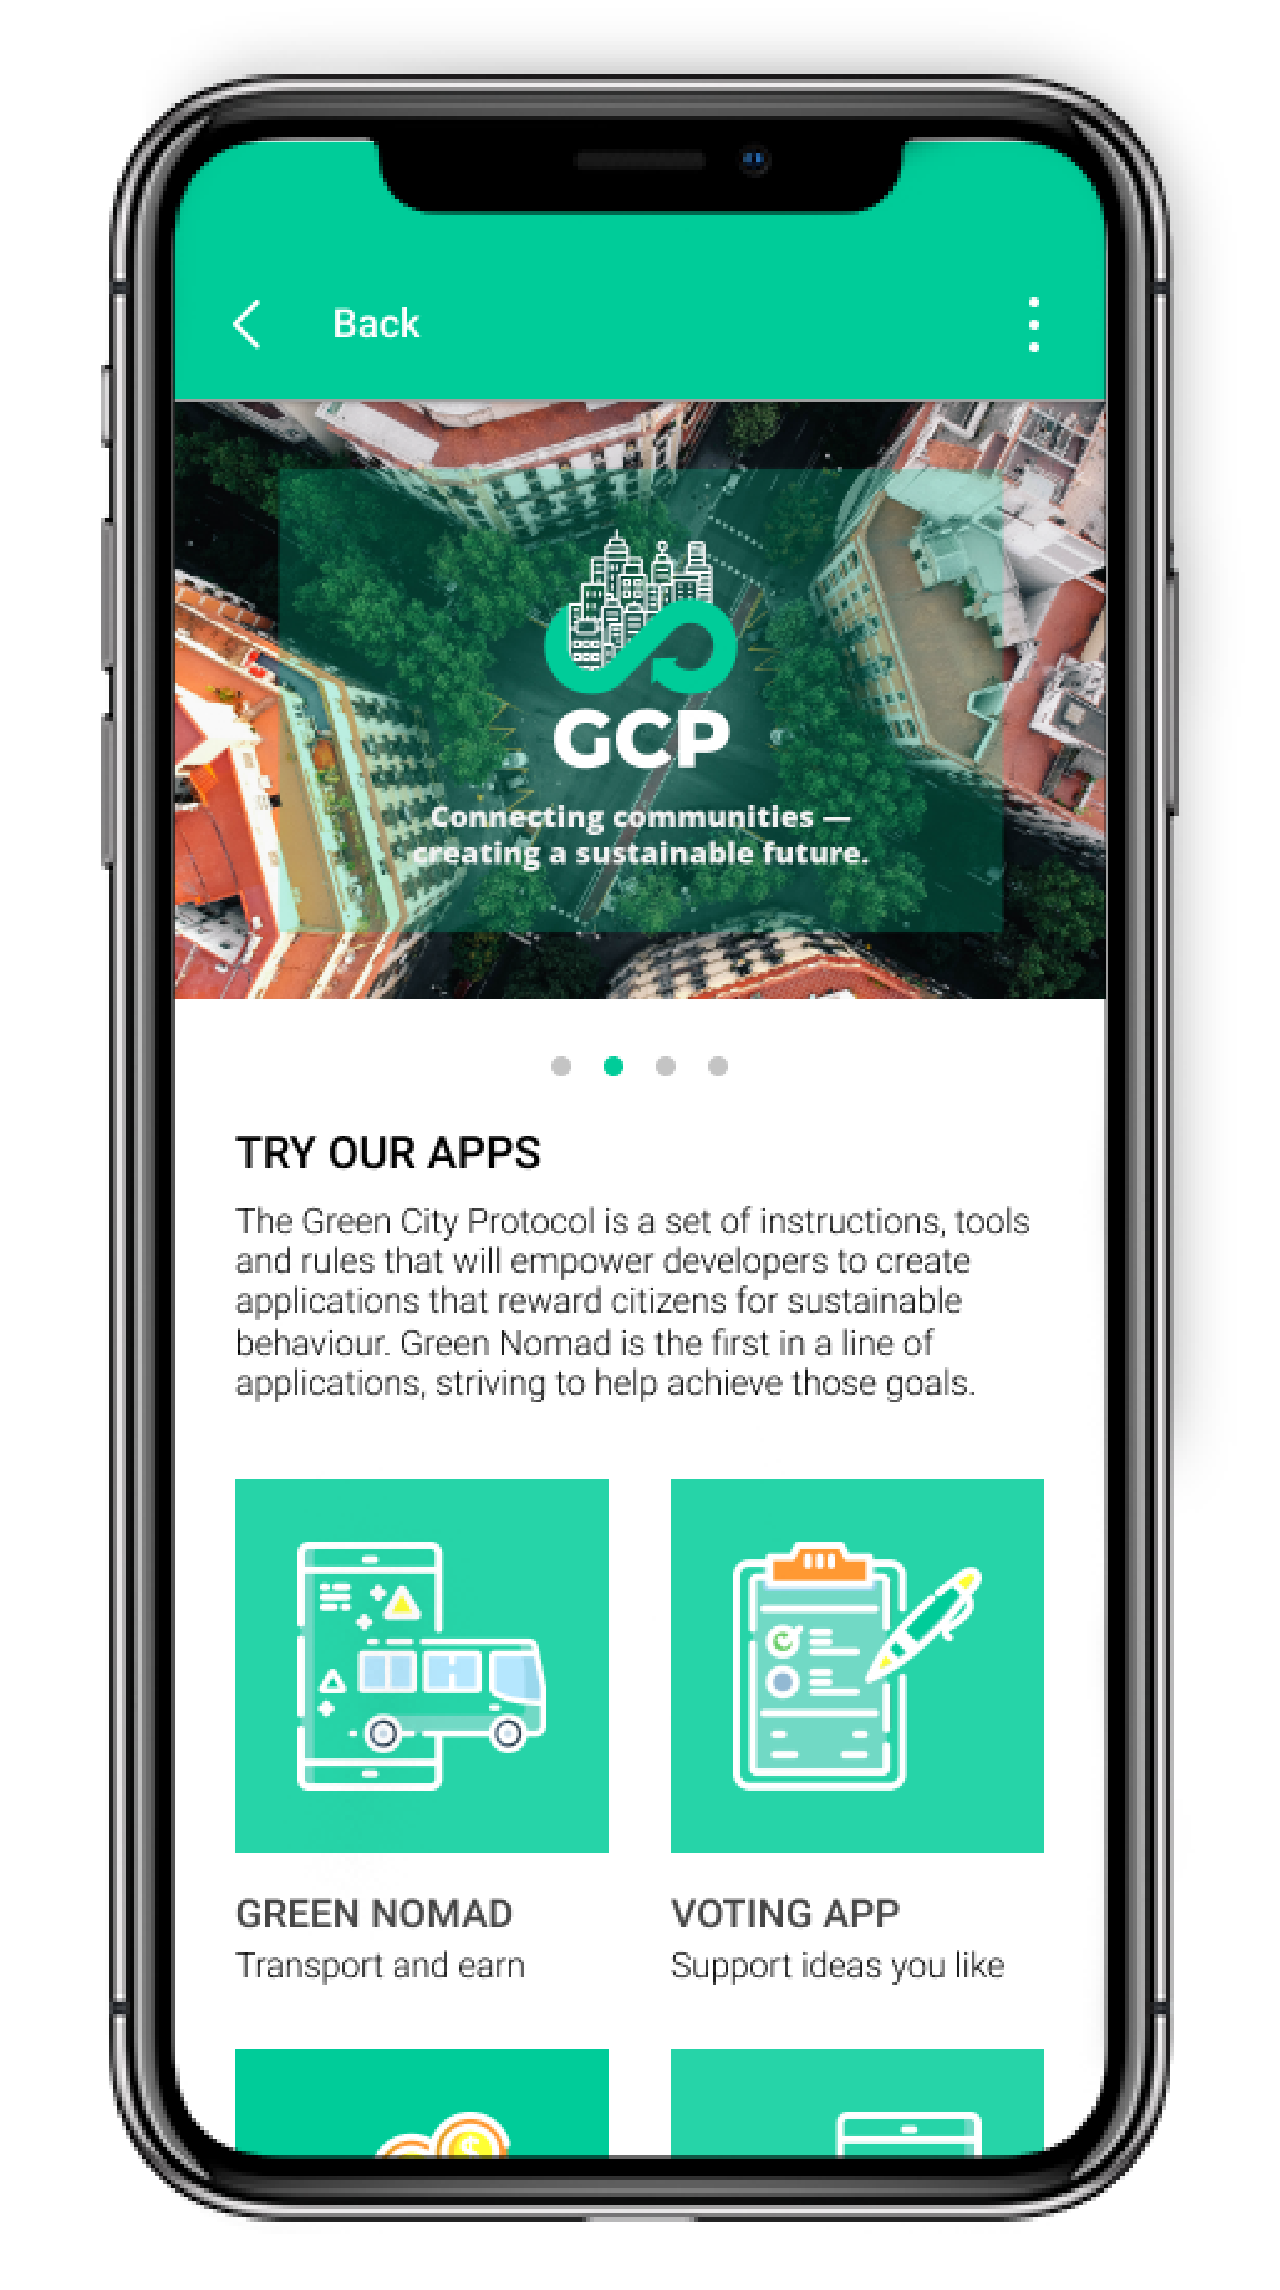 Back
GCP
Connecting communities —
creating a sustainable future.
TRY OUR APPS
The Green City Protocol is a set of instructions, tools
and rules that will empower developers to create
applications that reward citizens for sustainable
behaviour. Green Nomad is the first in a line of
applications, striving to help achieve those goals.
GREEN NOMAD
Transport and earn
VOTING APP
Support ideas you like